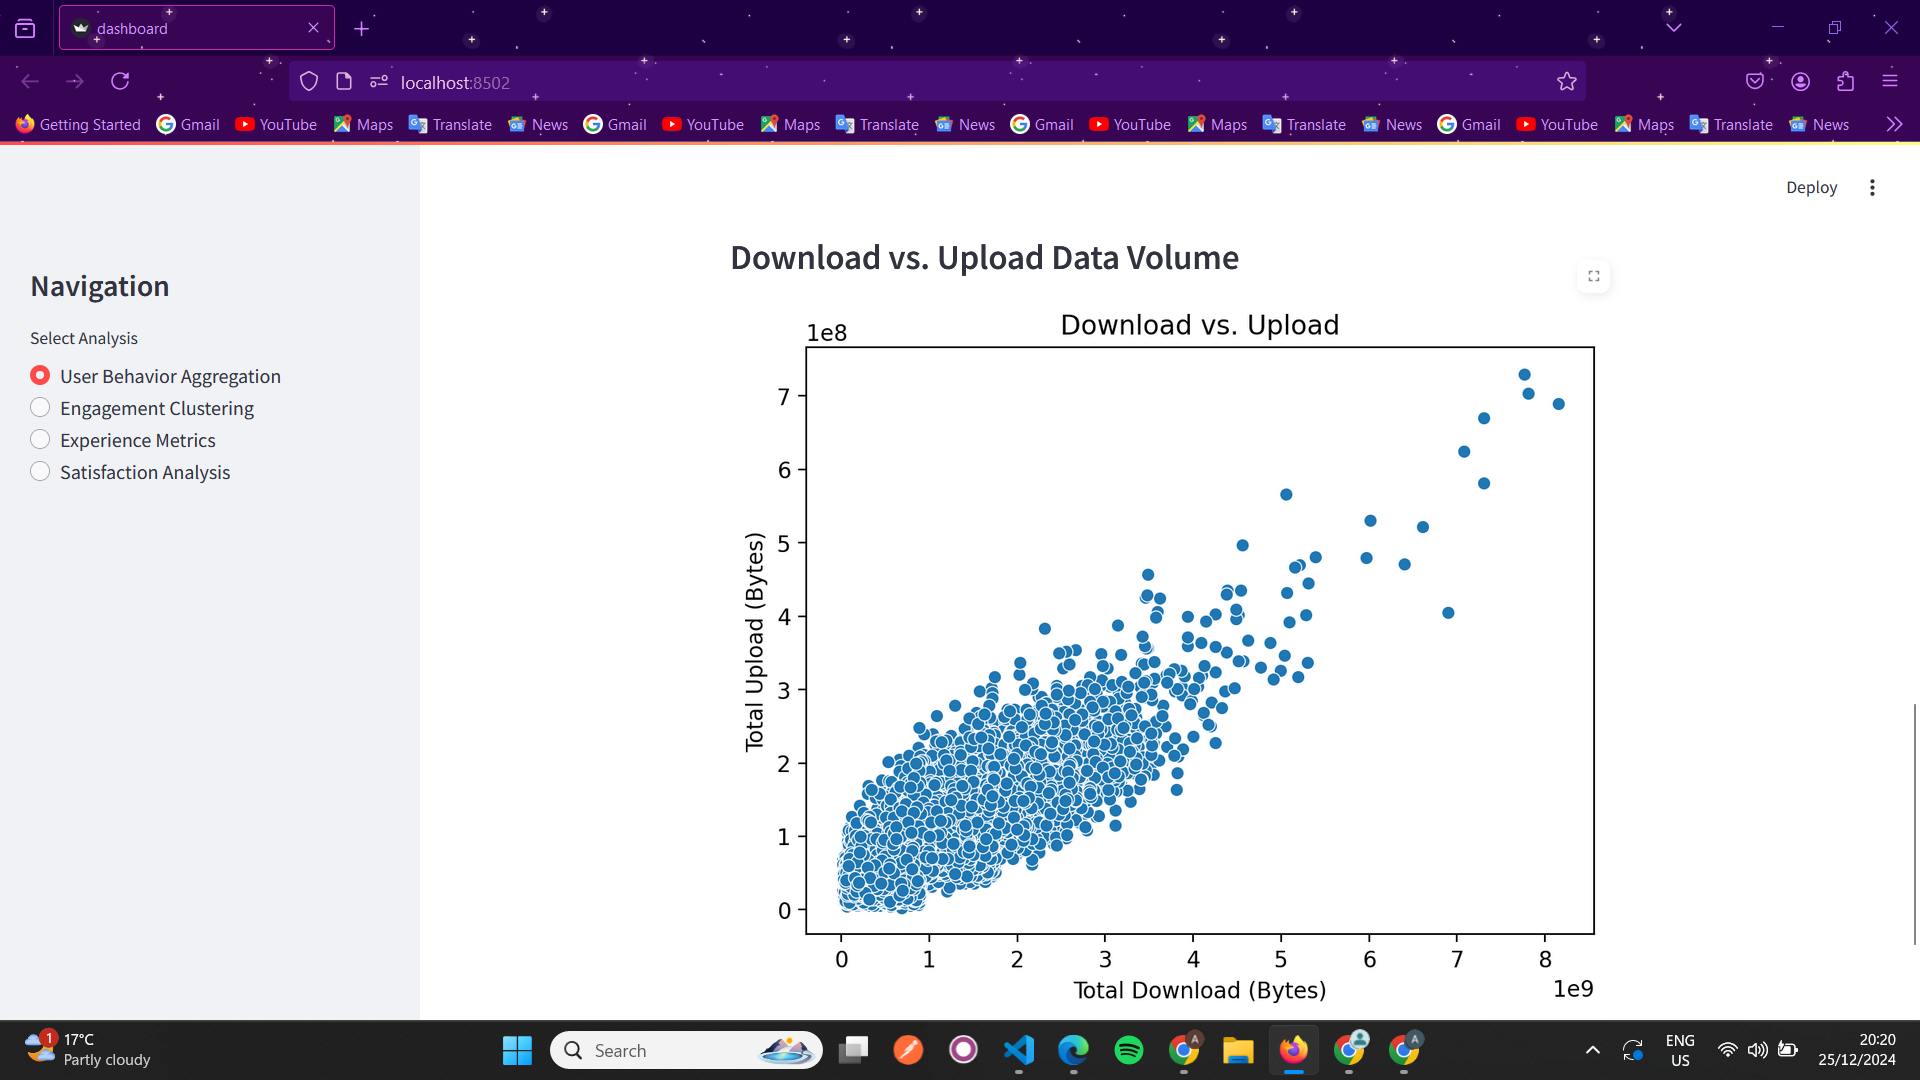 dashboard
localhost:8502
Getting Started Gmail YouTube Maps Translate News Gmail YouTube Maps Translate News Gmail YouTube Maps Translate News Gmail YouTube Maps Translate News
Deploy
Navigation
Select Analysis
User Behavior Aggregation
Engagement Clustering
Experience Metrics
Satisfaction Analysis
Download vs. Upload Data Volume
Download vs. Upload
1e8
7
6
5
4
3
2
1
0
Total Upload (Bytes)
0 1 2 3 4 5 6 7 8
Total Download (Bytes)
1e9
1
17°C
Partly cloudy
Search
A
A
ENG
US
20:20
25/12/2024